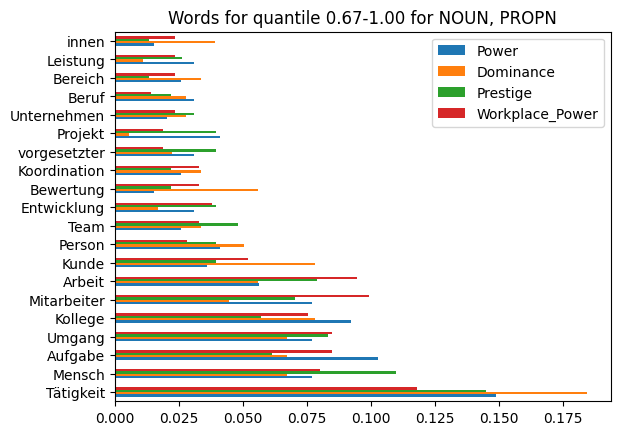 Words for quantile 0.67-1.00 for NOUN, PROPN
innen
Leistung
Bereich
Beruf
Unternehmen
Projekt
vorgesetzter
Koordination
Bewertung
Entwicklung
Team
Person
Kunde
Arbeit
Mitarbeiter
Kollege
Umgang
Aufgabe
Mensch
Tätigkeit
Power
Dominance
Prestige
Workplace_Power
0.000 0.025 0.050 0.075 0.100 0.125 0.150 0.175